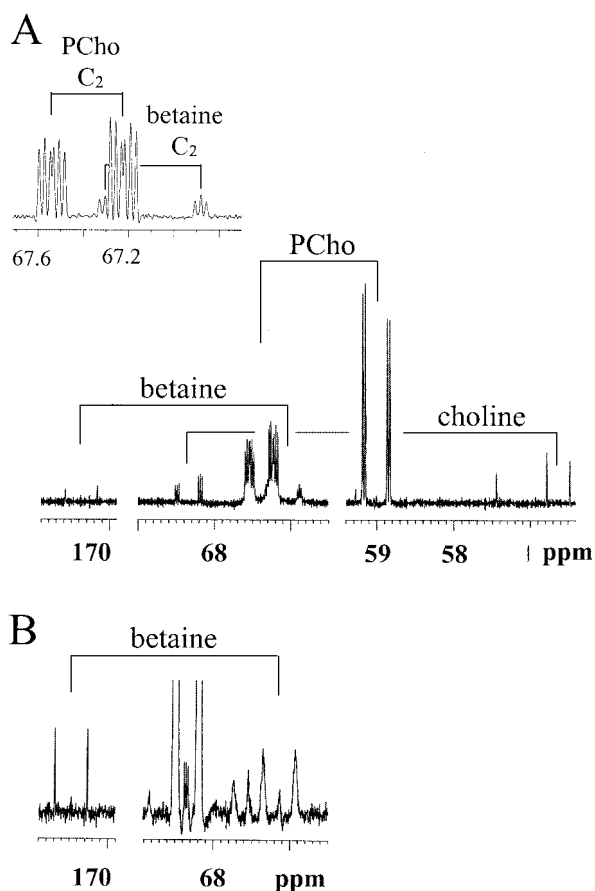 A
PCho
C₂
betaine
C₂
67.6 67.2
PCho
betaine
choline
170 68 59 58 ppm
B
betaine
170 68 ppm